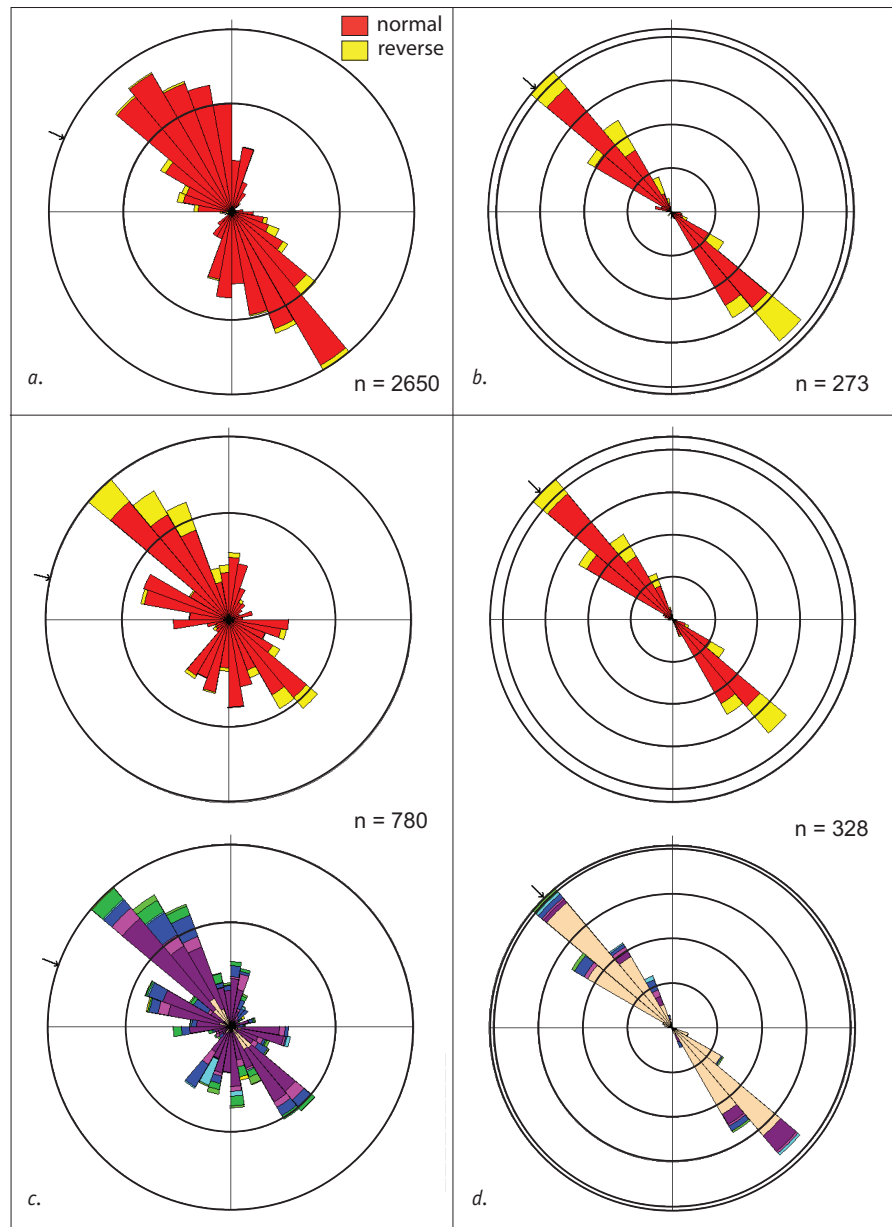 normal
reverse
a.
n = 2650
b.
n = 273
n = 780
n = 328
c.
d.